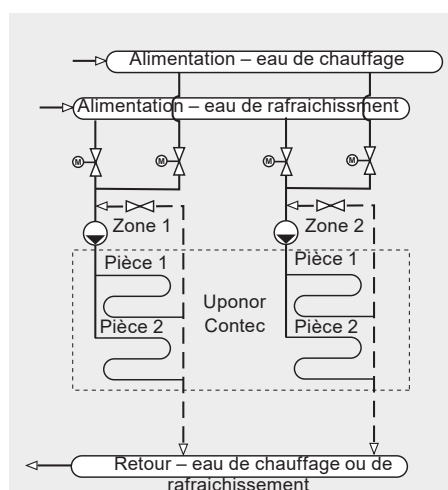 Alimentation – eau de chauffage
Alimentation – eau de rafraichissment
M
M
M
M
Zone 1
Zone 2
Pièce 1
Pièce 1
Uponor
Contec
Pièce 2
Pièce 2
Retour – eau de chauffage ou de
rafraichissement